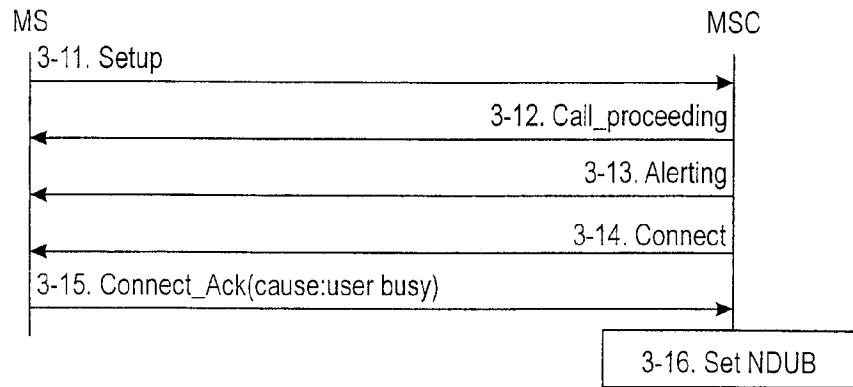 MS
MSC
3-11. Setup
3-12. Call_proceeding
3-13. Alerting
3-14. Connect
3-15. Connect_Ack(cause:user busy)
3-16. Set NDUB